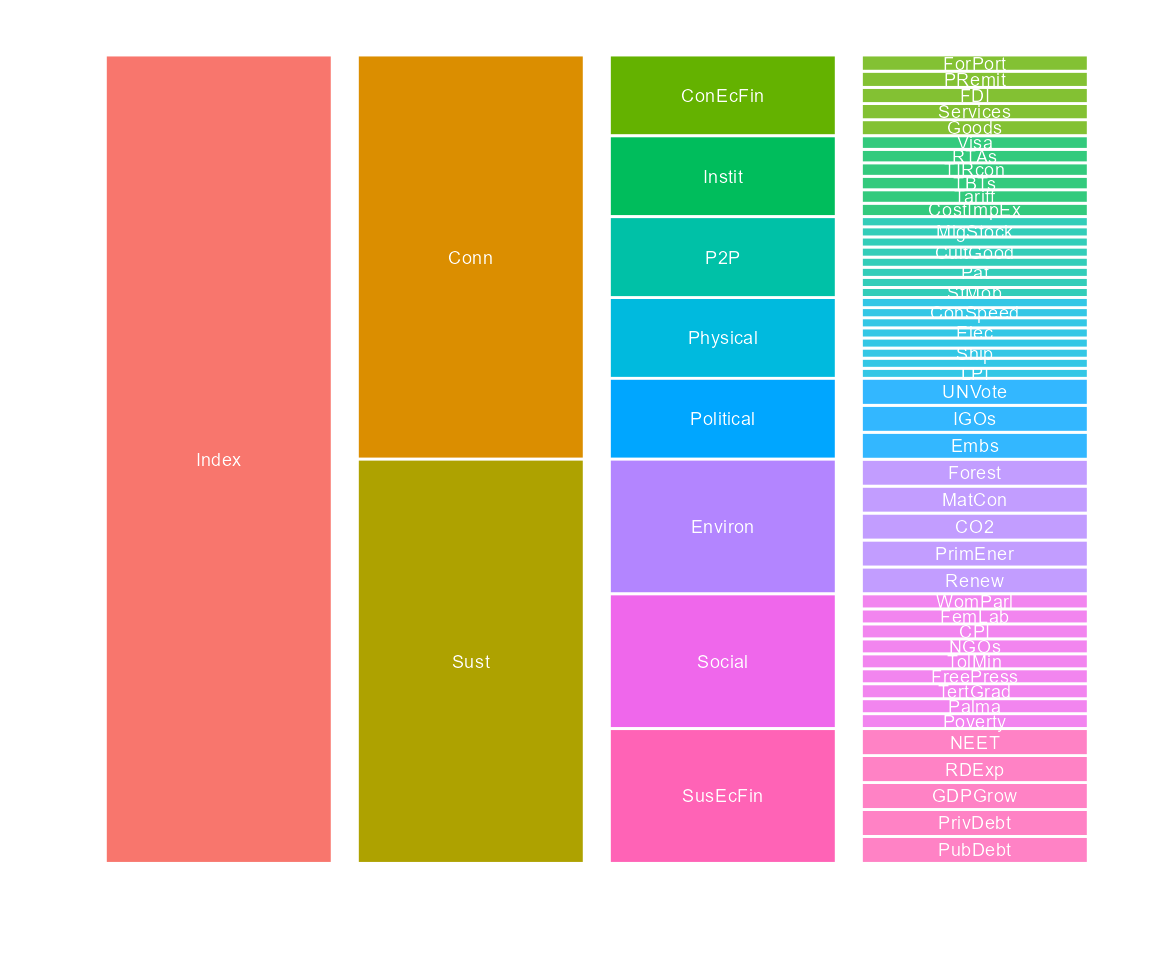 Index
Conn
Sust
ConEcFin
Instit
P2P
Physical
Political
Environ
Social
SusEcFin
ForPort
PRemit
FDI
Services
Goods
Visa
RTAs
TIRcon
TBTs
Tariff
CostImpEx
MigStock
CultGood
Pat
StMob
ConSpeed
Elec
Ship
LPI
UNVote
IGOs
Embs
Forest
MatCon
CO2
PrimEner
Renew
WomParl
FemLab
CPI
NGOs
TolMin
FreePress
TertGrad
Palma
Poverty
NEET
RDExp
GDPGrow
PrivDebt
PubDebt